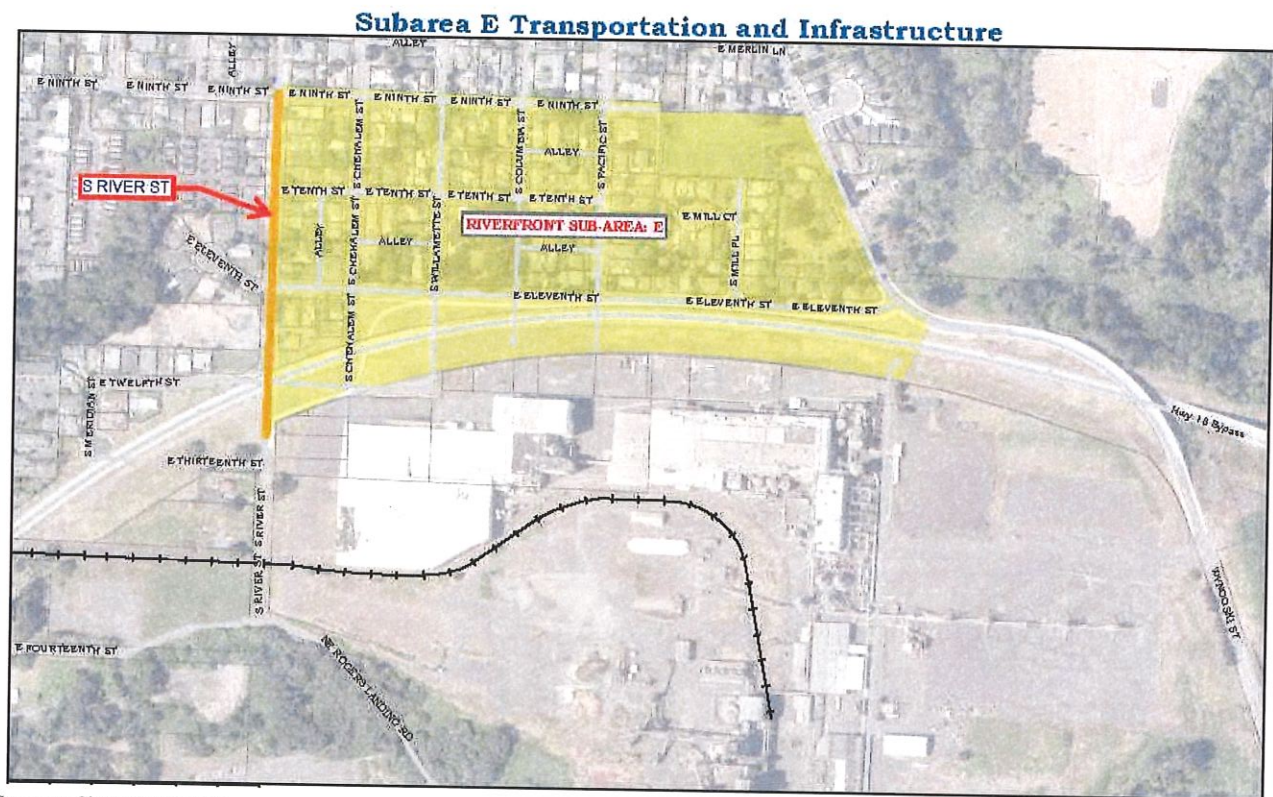 Subarea E Transportation and Infrastructure
ALLEY
ALLEY
E MERLIN LN
E NINTH ST
E NINTH ST
E NINTH ST
E NINTH ST
E NINTH ST
E NINTH ST
E NINTH ST
S CHEHALEM ST
S COLUMBIA ST
S PACIFIC ST
ALLEY
S RIVER ST
E TENTH ST
E TENTH ST
E TENTH ST
E TENTH ST
S WILLAMETTE ST
RIVERFRONT SUB-AREA: E
E MILL CT
S MILL PL
E ELEVENTH ST
ALLEY
S CHEHALEM ST
ALLEY
ALLEY
E ELEVENTH ST
E ELEVENTH ST
E ELEVENTH ST
S CHEHALEM ST
E TWELFTH ST
S MERIDIAN ST
Hwy 18 Bypass
E THIRTEENTH ST
S RIVER ST
S RIVER ST
WYNOOSKI ST
E FOURTEENTH ST
NE ROGERS LANDING RD